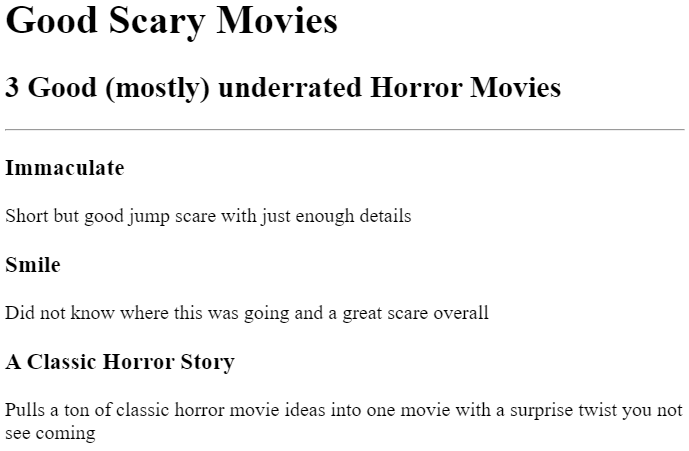 Good Scary Movies
3 Good (mostly) underrated Horror Movies
Immaculate
Short but good jump scare with just enough details
Smile
Did not know where this was going and a great scare overall
A Classic Horror Story
Pulls a ton of classic horror movie ideas into one movie with a surprise twist you not
see coming